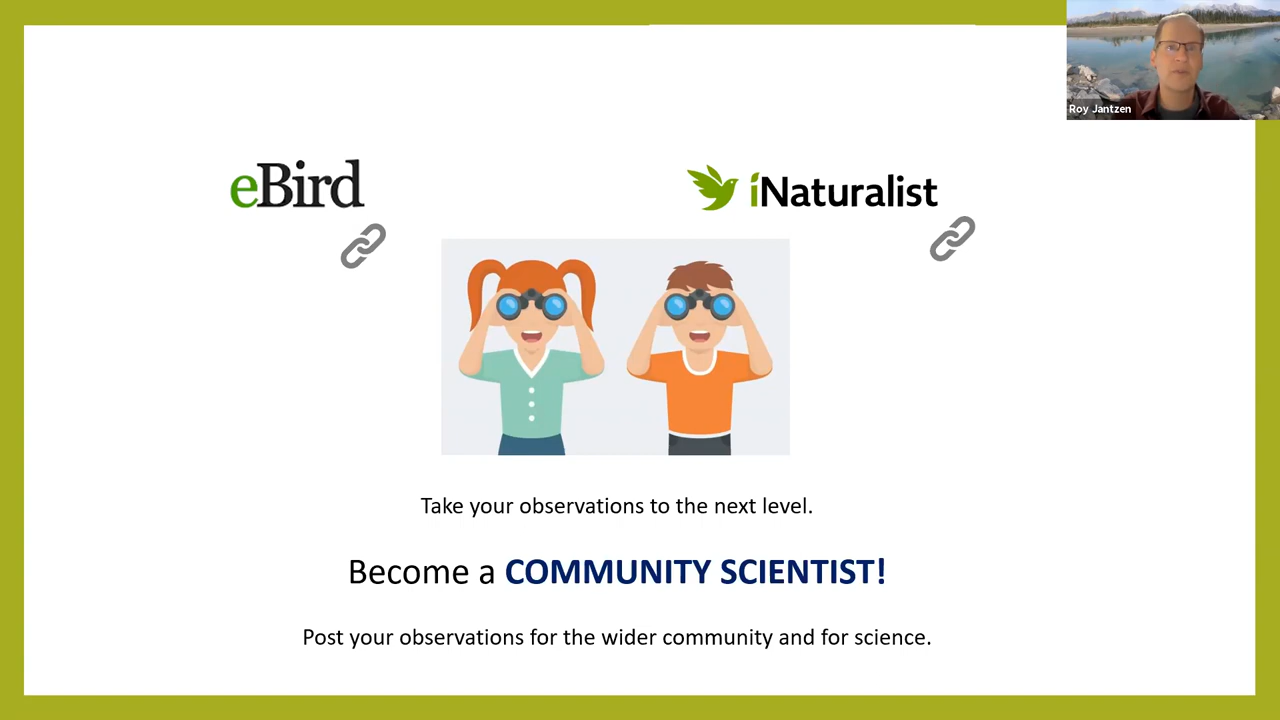 Roy Jantzen
eBird
iNaturalist
Take your observations to the next level.
Become a COMMUNITY SCIENTIST!
Post your observations for the wider community and for science.